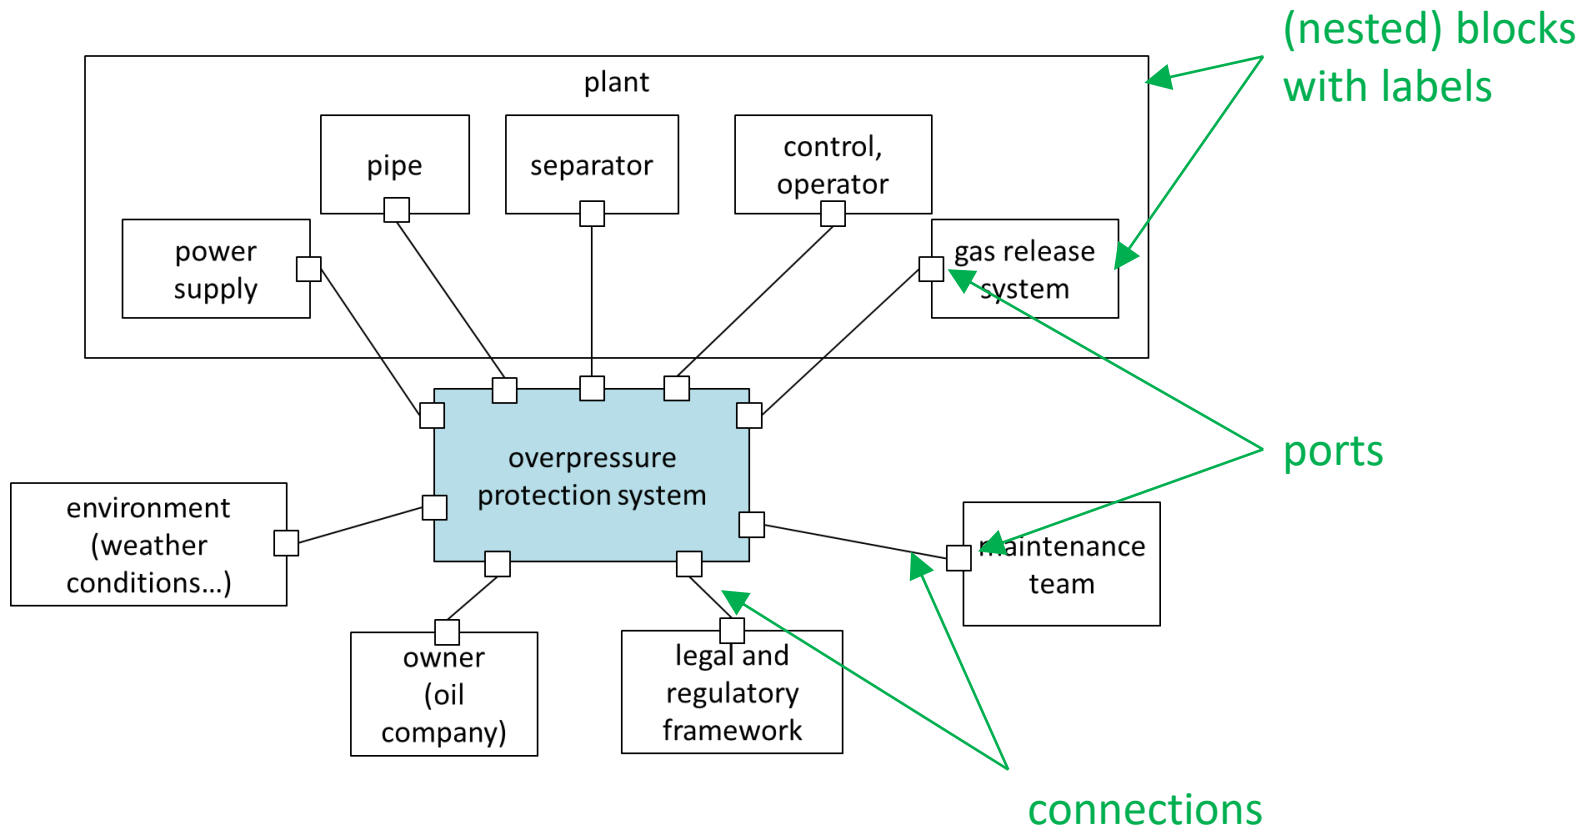 (nested) blocks
with labels
plant
pipe
separator
control,
operator
power
supply
gas release
system
overpressure
protection system
ports
environment
(weather
conditions...)
maintenance
team
owner
(oil
company)
legal and
regulatory
framework
connections